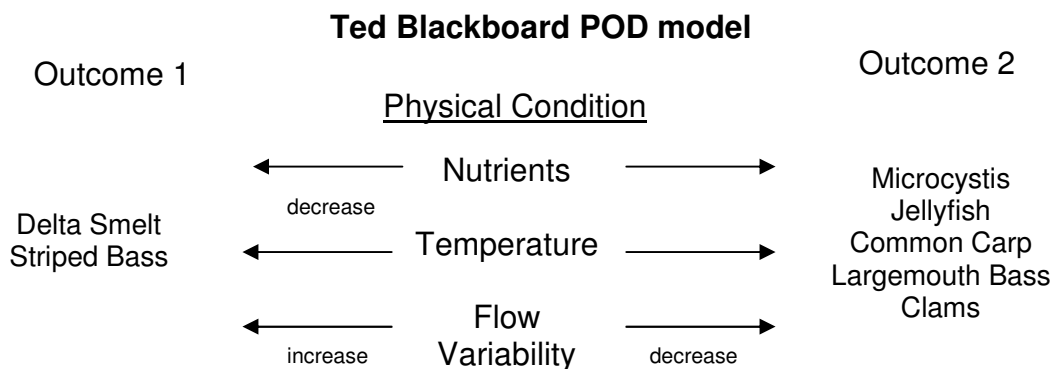 Ted Blackboard POD model
Outcome 1
Outcome 2
Physical Condition
Nutrients
decrease
Temperature
Flow
Variability
increase
decrease
Delta Smelt
Striped Bass
Microcystis
Jellyfish
Common Carp
Largemouth Bass
Clams